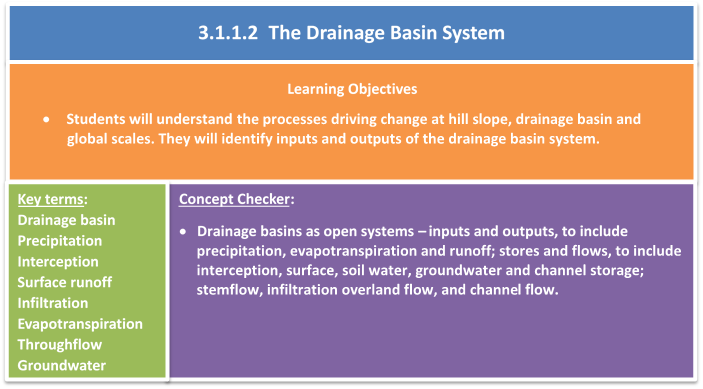 3.1.1.2  The Drainage Basin System
Learning Objectives
• Students will understand the processes driving change at hill slope, drainage basin and
global scales. They will identify inputs and outputs of the drainage basin system.
Key terms:
Drainage basin
Precipitation
Interception
Surface runoff
Infiltration
Evapotranspiration
Throughflow
Groundwater
Concept Checker:
• Drainage basins as open systems – inputs and outputs, to include
precipitation, evapotranspiration and runoff; stores and flows, to include
interception, surface, soil water, groundwater and channel storage;
stemflow, infiltration overland flow, and channel flow.